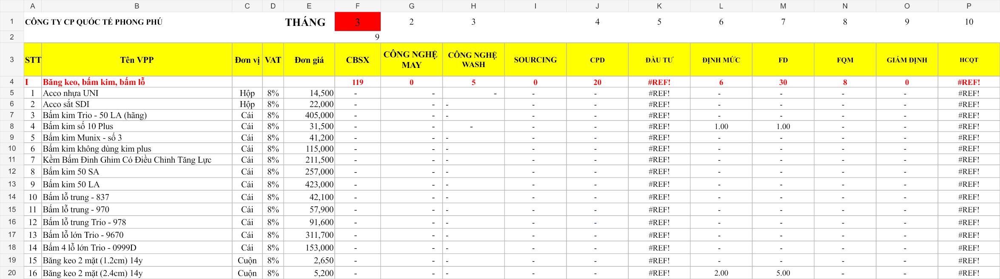 A B C D E F G H I J K L M N O P
1 CÔNG TY CP QUỐC TẾ PHONG PHÚ THÁNG 3 2 3 4 5 6 7 8 9 10
2 9
3 STT Tên VPP Đơn vị VAT Đơn giá CBSX CÔNG NGHỆ MAY CÔNG NGHỆ WASH SOURCING CPD ĐẦU TƯ ĐỊNH MỨC FD FQM GIÁM ĐỊNH HCQT
4 I Băng keo, bấm kim, bấm lỗ 119 0 5 0 20 #REF! 6 30 8 0 #REF!
5 1 Acco nhựa UNI Hộp 8% 14,500 - - - - - #REF! - - - - #REF!
6 2 Acco sắt SDI Hộp 8% 22,000 - - - - - #REF! - - - - #REF!
7 3 Bấm kim Trio - 50 LA (hãng) Cái 8% 405,000 - - - - - #REF! - - - - #REF!
8 4 Bấm kim số 10 Plus Cái 8% 31,500 - - - - - #REF! 1.00 1.00 - - #REF!
9 5 Bấm kim Munix - số 3 Cái 8% 41,200 - - - - - #REF! - - - - #REF!
10 6 Bấm kim không dùng kim plus Cái 8% 115,000 - - - - - #REF! - - - - #REF!
11 7 Kềm Bấm Đinh Ghim Có Điều Chỉnh Tăng Lực Cái 8% 211,500 - - - - - #REF! - - - - #REF!
12 8 Bấm kim 50 SA Cái 8% 257,000 - - - - - #REF! - - - - #REF!
13 9 Bấm kim 50 LA Cái 8% 423,000 - - - - - #REF! - - - - #REF!
14 10 Bấm lỗ trung - 837 Cái 8% 42,100 - - - - - #REF! - - - - #REF!
15 11 Bấm lỗ trung - 970 Cái 8% 57,900 - - - - - #REF! - - - - #REF!
16 12 Bấm lỗ trung Trio - 978 Cái 8% 91,600 - - - - - #REF! - - - - #REF!
17 13 Bấm lỗ lớn Trio - 9670 Cái 8% 311,700 - - - - - #REF! - - - - #REF!
18 14 Bấm 4 lỗ lớn Trio - 0999D Cái 8% 153,000 - - - - - #REF! - - - - #REF!
19 15 Băng keo 2 mặt (1.2cm) 14y Cuộn 8% 2,650 - - - - - #REF! - - - - #REF!
20 16 Băng keo 2 mặt (2.4cm) 14y Cuộn 8% 5,200 - - - - - #REF! 2.00 5.00 - - #REF!